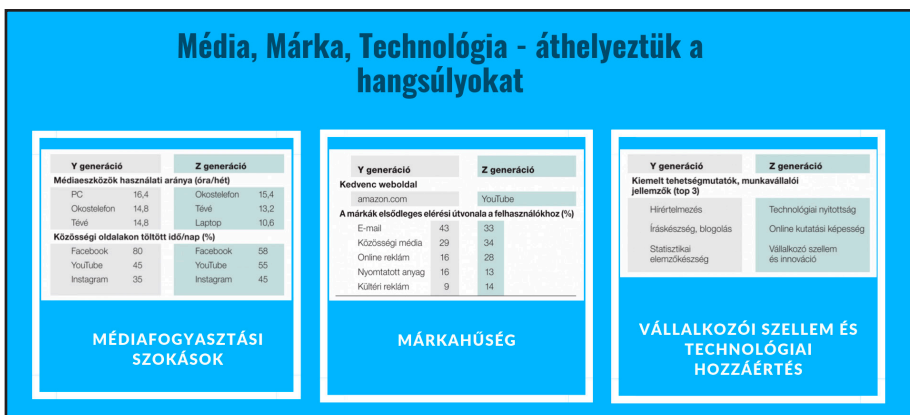 Média, Márka, Technológia - áthelyeztük a
hangsúlyokat
Y generáció Z generáció
Médiaeszközök használati aránya (óra/hét)
PC 16,4 Okostelefon 15,4
Okostelefon 14,8 Tévé 13,2
Tévé 14,8 Laptop 10,6
Közösségi oldalakon töltött idő/nap (%)
Facebook 80 Facebook 58
YouTube 45 YouTube 55
Instagram 35 Instagram 45
MÉDIAFOGYASZTÁSI
SZOKÁSOK
Y generáció Z generáció
Kedvenc weboldal
amazon.com YouTube
A márkák elsődleges elérési útvonala a felhasználókhoz (%)
E-mail 43 33
Közösségi média 29 34
Online reklám 16 28
Nyomtatott anyag 16 13
Kültéri reklám 9 14
MÁRKAHŰSÉG
Y generáció Z generáció
Kiemelt tehetségmutatók, munkavállalói
jellemzők (top 3)
Hírértelmezés Technológiai nyitottság
Íráskészség, blogolás Online kutatási képesség
Statisztikai Vállalkozó szellem
elemzőkészség és innováció
VÁLLALKOZÓI SZELLEM ÉS
TECHNOLÓGIAI
HOZZÁÉRTÉS